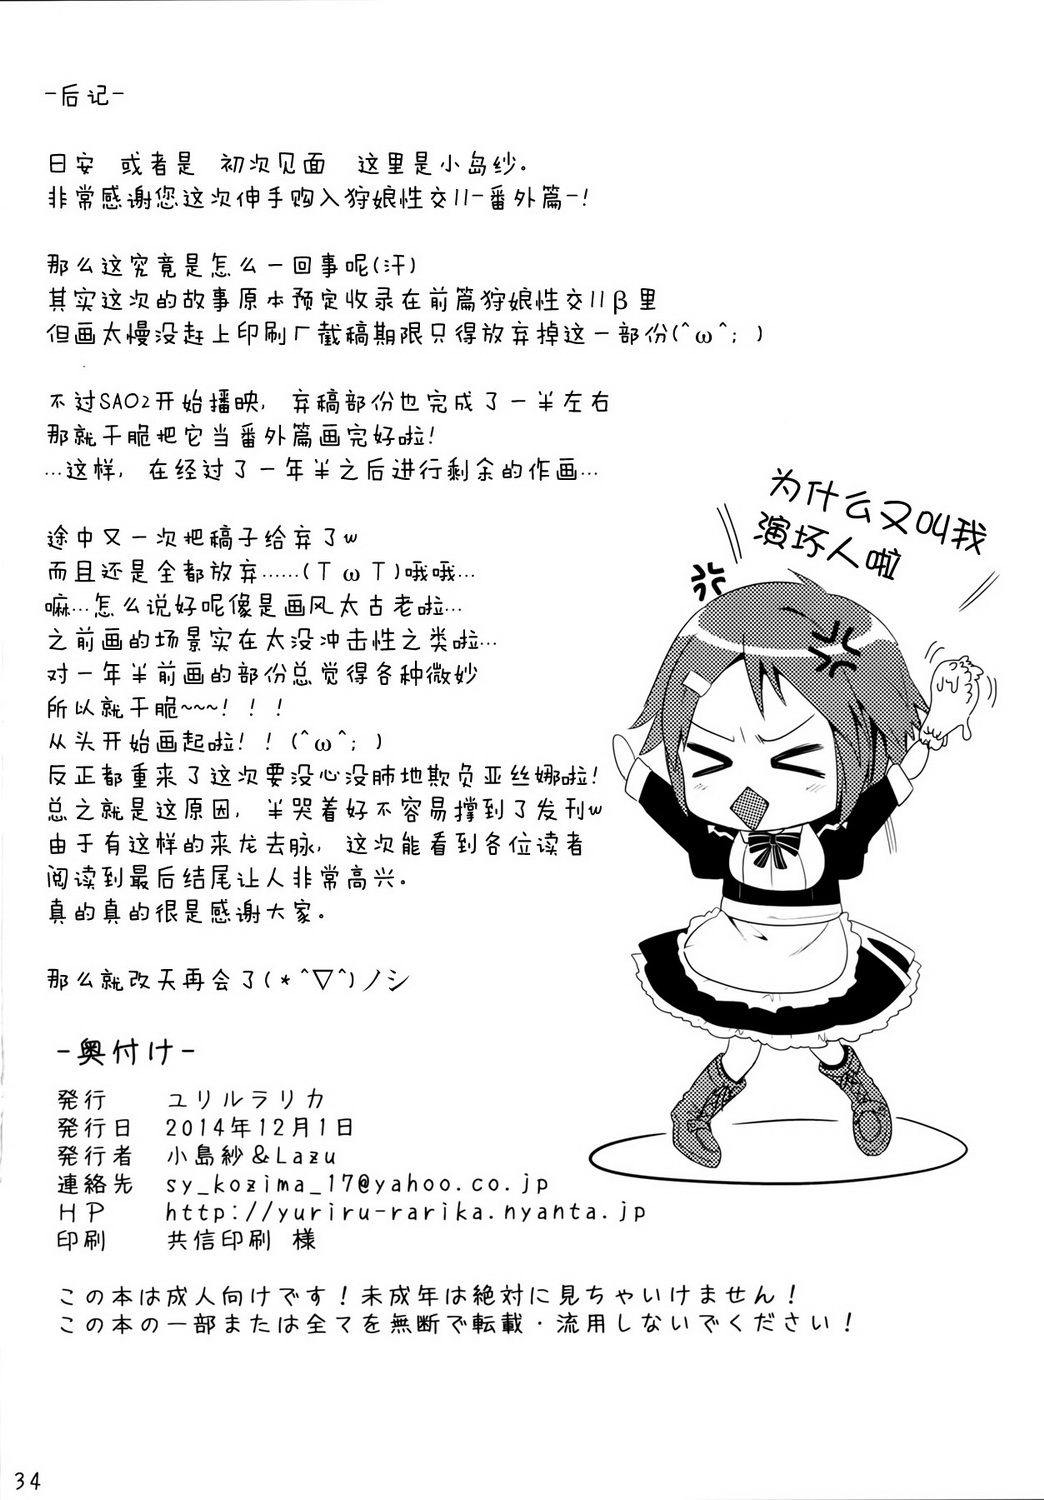 -后记-
日安 或者是 初次见面 这里是小岛纱。
非常感谢您这次伸手购入狩娘性交II-番外篇-!
那么这究竟是怎么一回事呢(汗)
其实这次的故事原本预定收录在前篇狩娘性交IIβ里
但画太慢没赶上印刷厂截稿期限只得放弃掉这一部份(^ω^; )
不过SAO2开始播映, 弃稿部份也完成了一半左右
那就干脆把它当番外篇画完好啦!
…这样, 在经过了一年半之后进行剩余的作画…
途中又一次把稿子给弃了w
而且还是全都放弃……(TωT)哦哦…
嘛…怎么说好呢像是画风太古老啦…
之前画的场景实在太没冲击性之类啦…
对一年半前画的部份总觉得各种微妙
所以就干脆~~~! ! !
从头开始画起啦! ! (^ω^; )
反正都重来了这次要没心没肺地欺负亚丝娜啦!
总之就是这原因, 半哭着好不容易撑到了发刊w
由于有这样的来龙去脉, 这次能看到各位读者
阅读到最后结尾让人非常高兴。
真的真的很是感谢大家。
那么就改天再会了(*^▽^)ノシ
为什么又叫我
演坏人啦
-奥付け-
発行 ユリルラリカ
発行日 2014年12月1日
発行者 小島紗&Lazu
連絡先 sy_kozima_17@yahoo.co.jp
HP http://yuriru-rarika.nyanta.jp
印刷 共信印刷 様
この本は成人向けです!未成年は絶対に見ちゃいけません!
この本の一部または全てを無断で転載・流用しないでください!
34